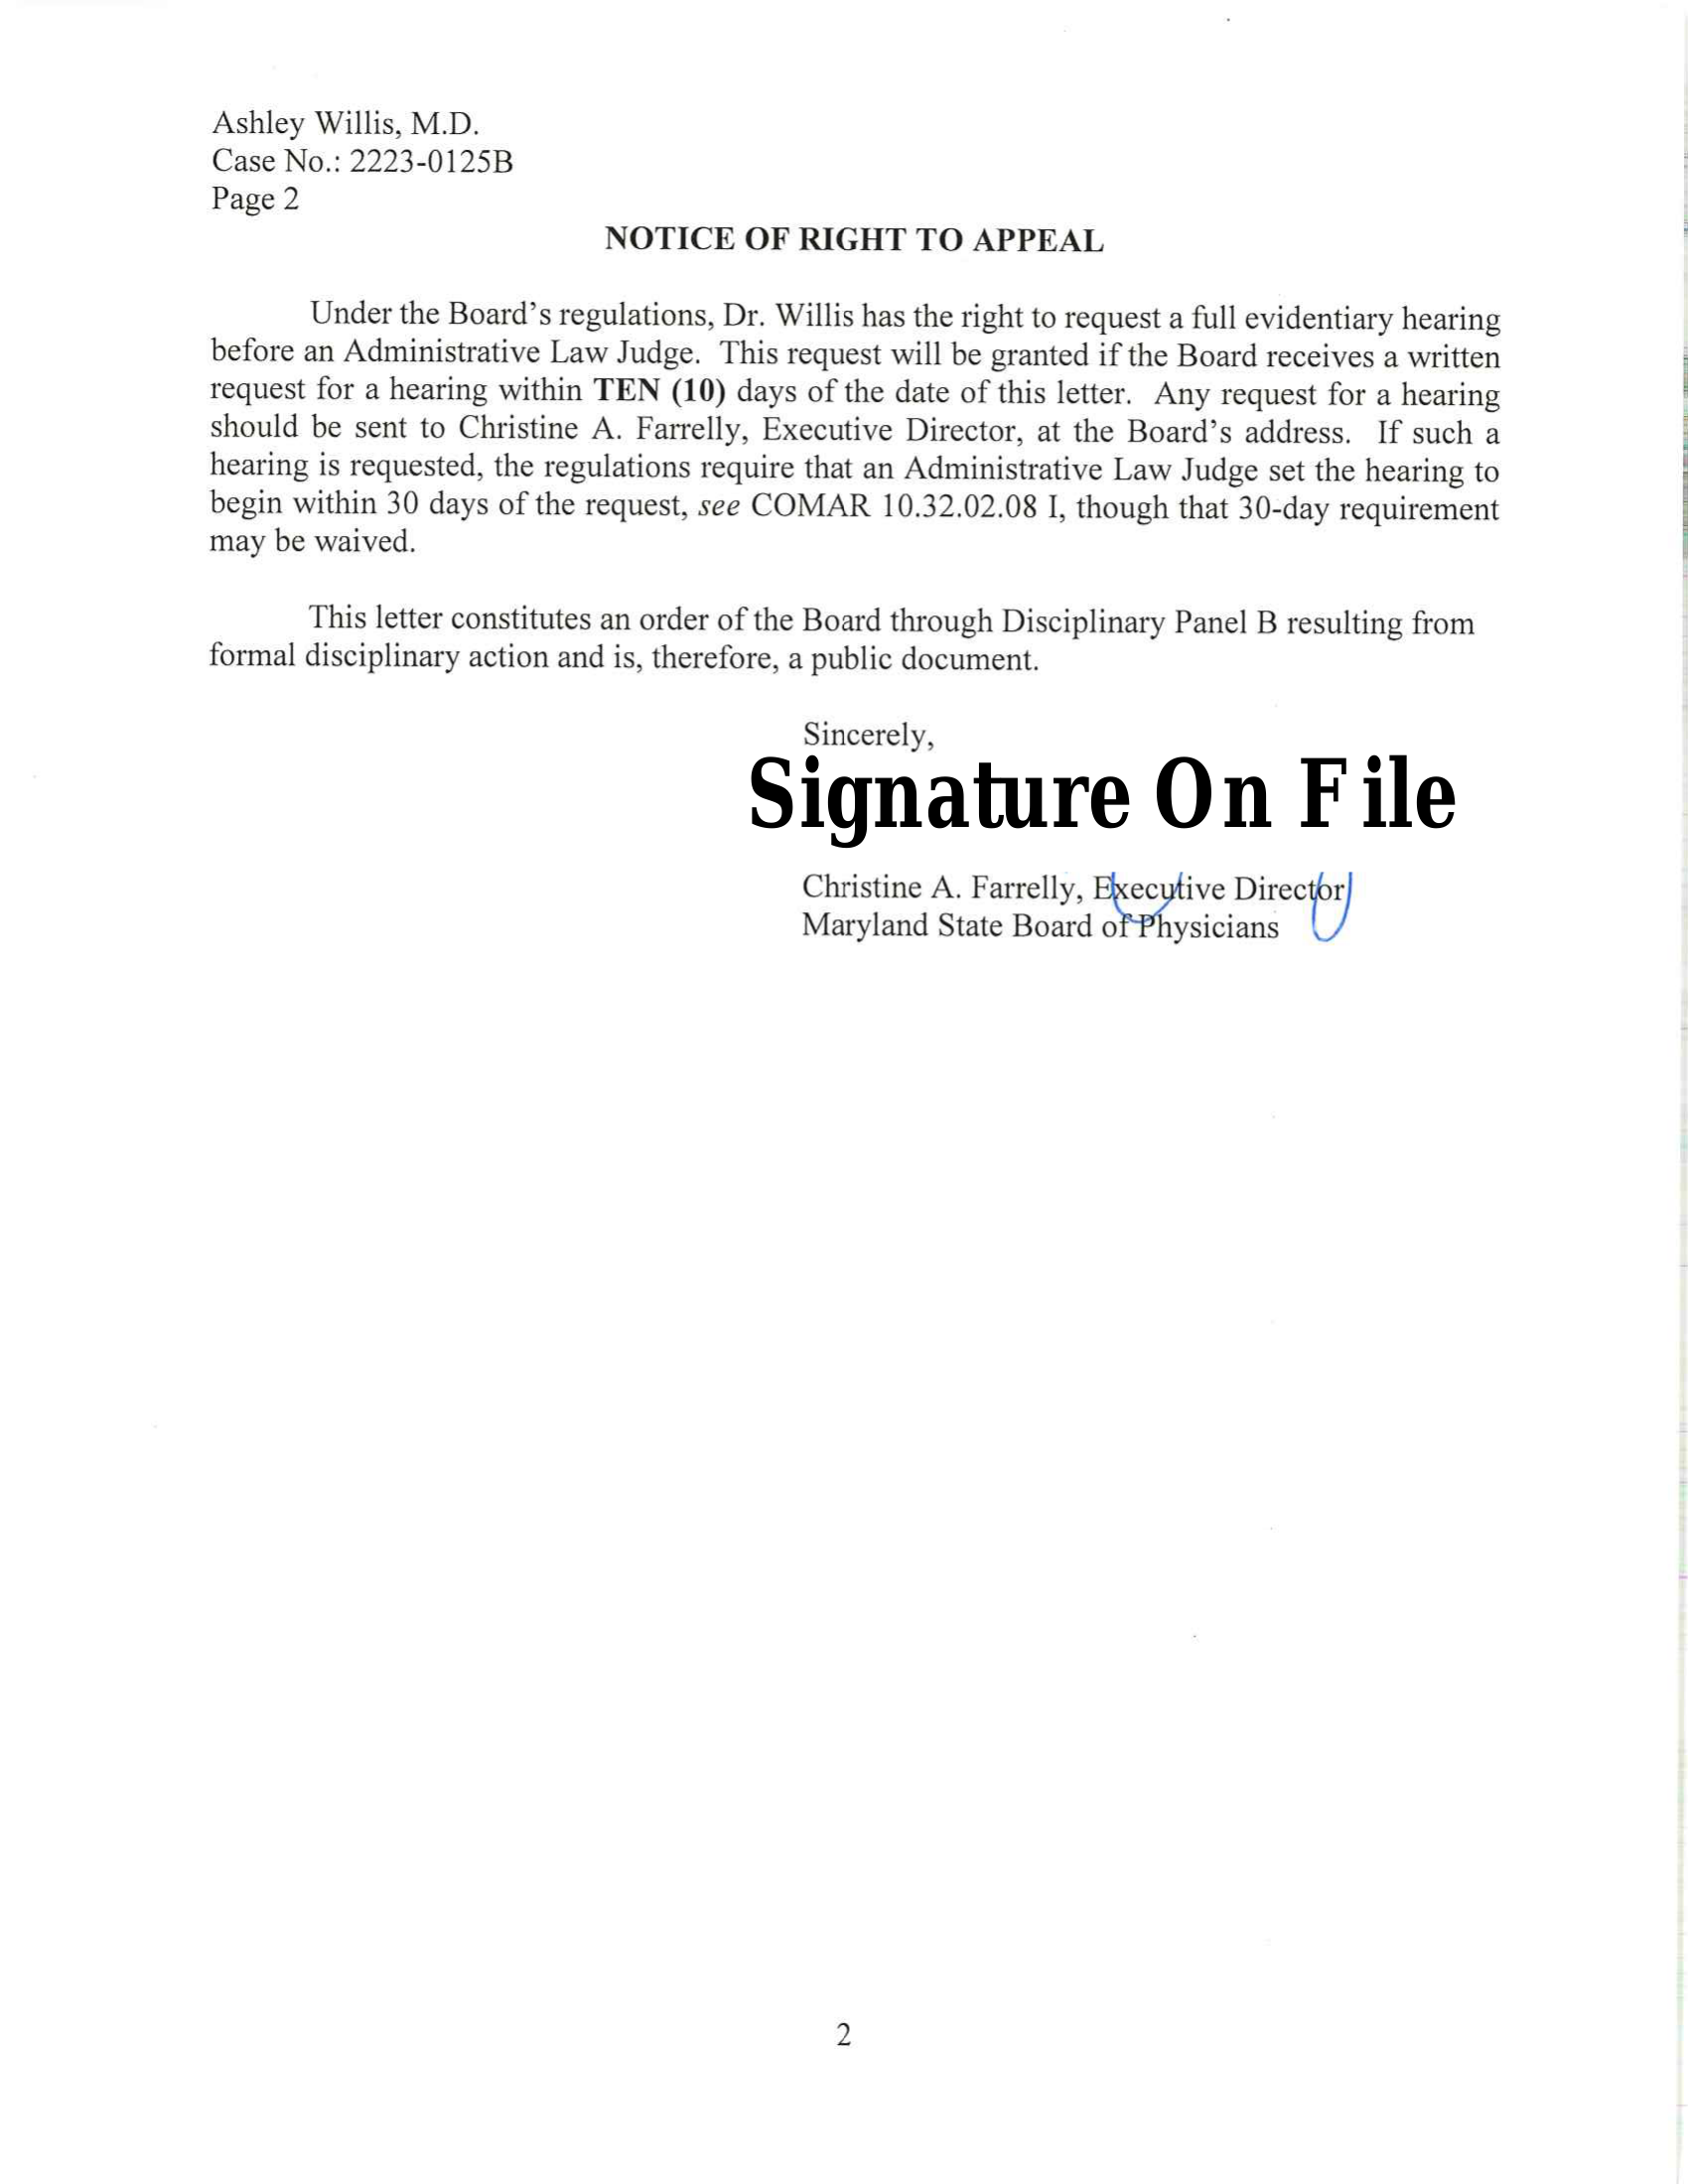 Ashley Willis, M.D.
Case No.: 2223-0125B
Page 2
NOTICE OF RIGHT TO APPEAL
Under the Board's regulations, Dr. Willis has the right to request a full evidentiary hearing
before an Administrative Law Judge. This request will be granted if the Board receives a written
request for a hearing within TEN (10) days of the date of this letter. Any request for a hearing
should be sent to Christine A. Farrelly, Executive Director, at the Board's address. If such a
hearing is requested, the regulations require that an Administrative Law Judge set the hearing to
begin within 30 days of the request, see COMAR 10.32.02.08 I, though that 30-day requirement
may be waived.
This letter constitutes an order of the Board through Disciplinary Panel B resulting from
formal disciplinary action and is, therefore, a public document.
Sincerely,
Signature On File
Christine A. Farrelly, Executive Director
Maryland State Board of Physicians
2